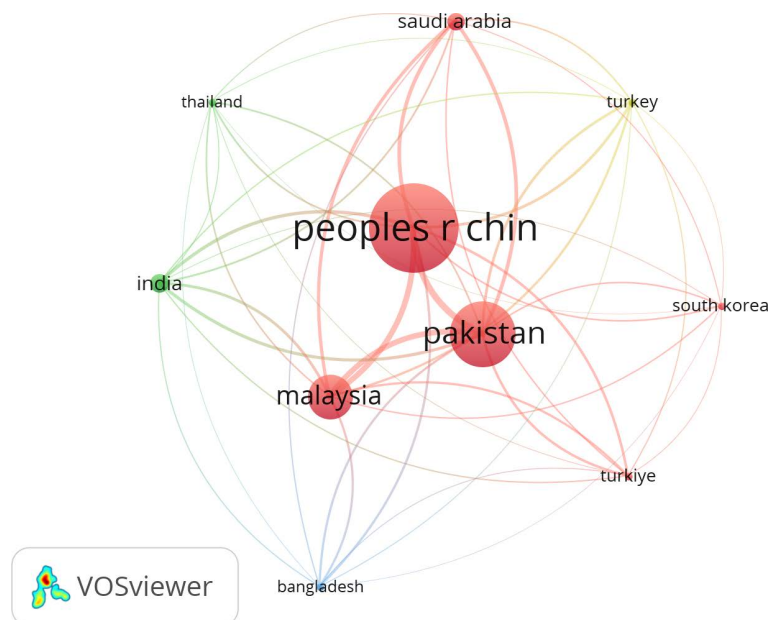 saudi arabia
thailand
turkey
peoples r chin
india
south korea
pakistan
malaysia
turkiye
bangladesh
VOSviewer